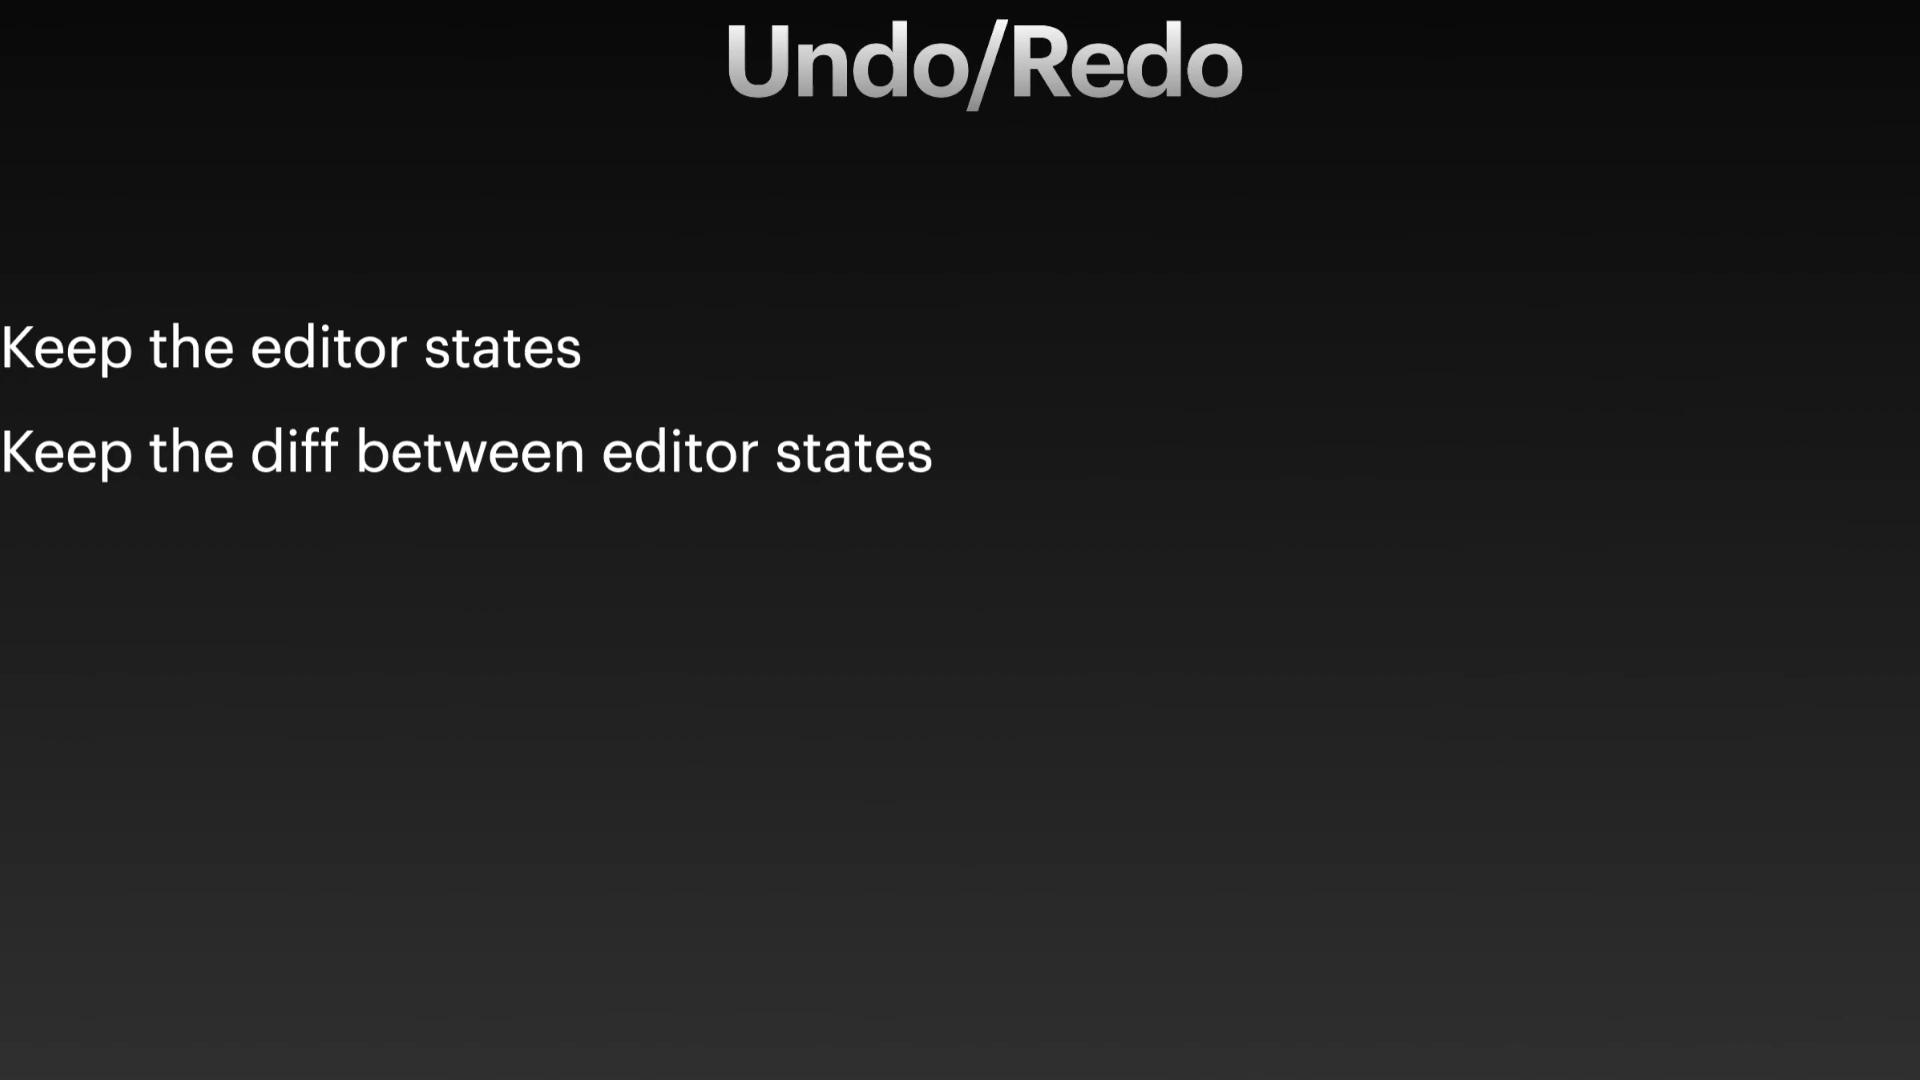 Undo/Redo
Keep the editor states
Keep the diff between editor states